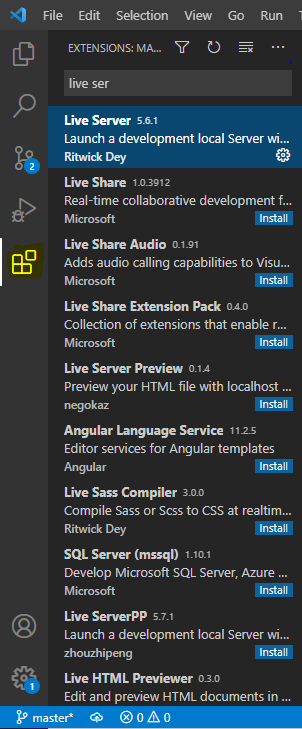 File Edit Selection View Go Run
EXTENSIONS: MA...
live ser
Live Server 5.6.1
Launch a development local Server wi...
Ritwick Dey
Live Share 1.0.3912
Real-time collaborative development f...
Microsoft Install
Live Share Audio 0.1.91
Adds audio calling capabilities to Visu...
Microsoft Install
Live Share Extension Pack 0.4.0
Collection of extensions that enable r...
Microsoft Install
Live Server Preview 0.1.4
Preview your HTML file with localhost ...
negokaz Install
Angular Language Service 11.2.5
Editor services for Angular templates
Angular Install
Live Sass Compiler 3.0.0
Compile Sass or Scss to CSS at realtim...
Ritwick Dey Install
SQL Server (mssql) 1.10.1
Develop Microsoft SQL Server, Azure ...
Microsoft Install
Live ServerPP 5.7.1
Launch a development local Server wi...
zhouzhipeng Install
Live HTML Previewer 0.3.0
Edit and preview HTML documents in ...
2
1
master* 0 0